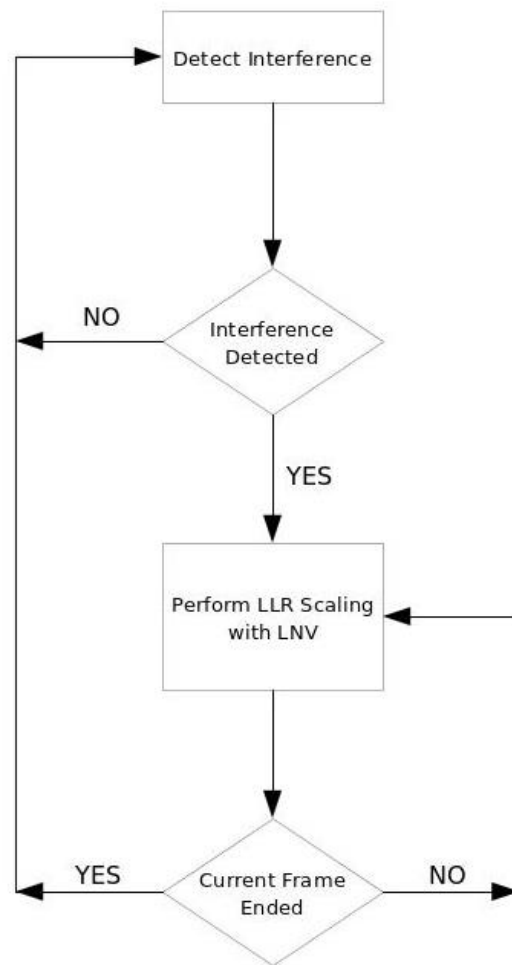 Detect Interference
NO
Interference
Detected
YES
Perform LLR Scaling
with LNV
YES
Current Frame
Ended
NO